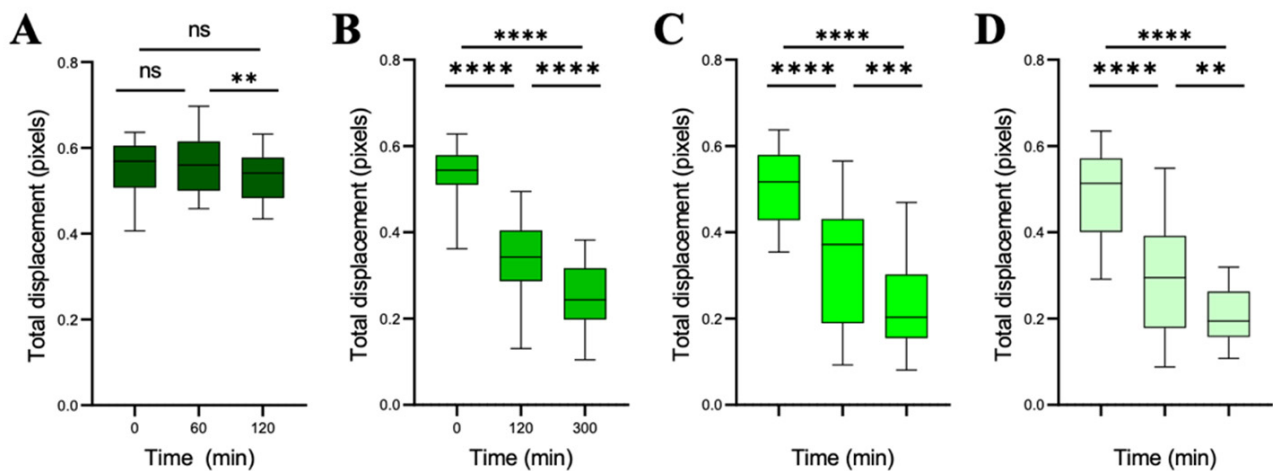 A
ns
ns
**
Total displacement (pixels)
0.8
0.6
0.4
0.2
0.0
0 60 120
Time (min)
B
****
**** ****
Total displacement (pixels)
0.8
0.6
0.4
0.2
0.0
0 120 300
Time (min)
C
****
**** ***
Total displacement (pixels)
0.8
0.6
0.4
0.2
0.0
Time (min)
D
****
**** **
Total displacement (pixels)
0.8
0.6
0.4
0.2
0.0
Time (min)